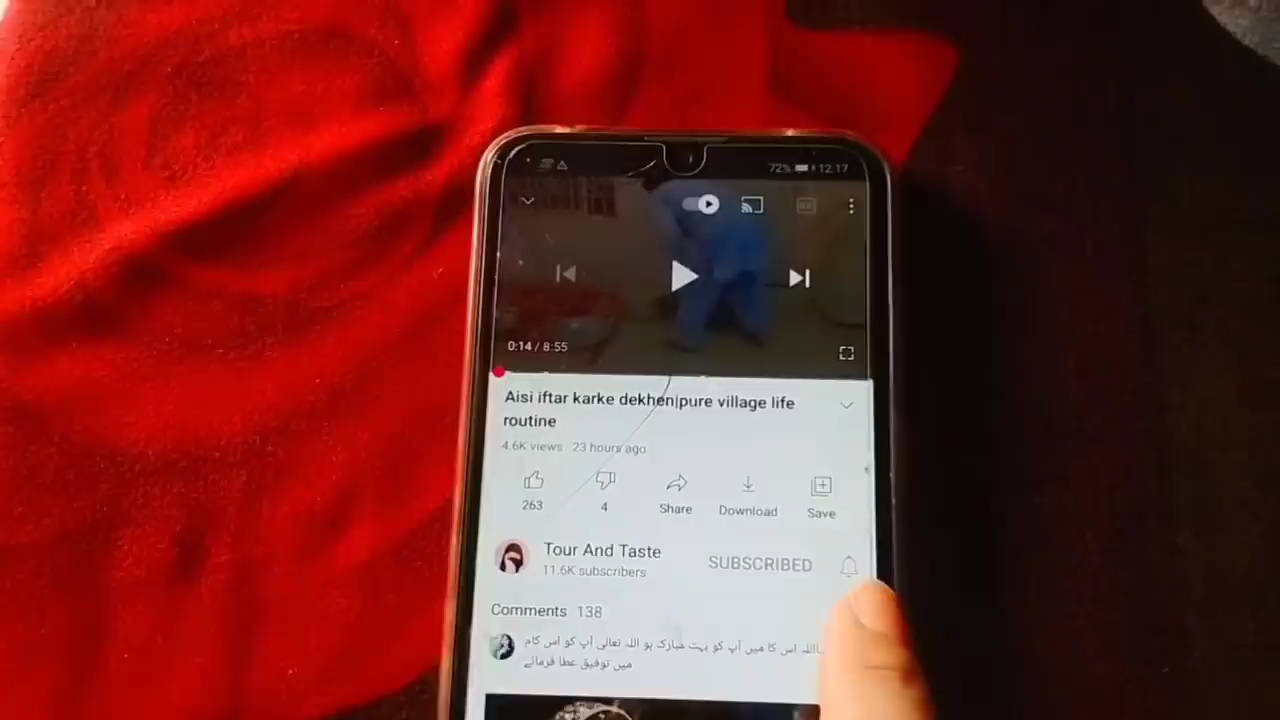 72% 12:17
0:14 / 8:55
Aisi iftar karke dekhen|pure village life
routine
4.6K views 23 hours ago
263
4
Share
Download
Save
Tour And Taste
11.6K subscribers
SUBSCRIBED
Comments 138
اس کا میں آپ کو بہت مبارک ہو اللہ تعالی آپ کو اس کام
میں توفیق عطا فرمائے